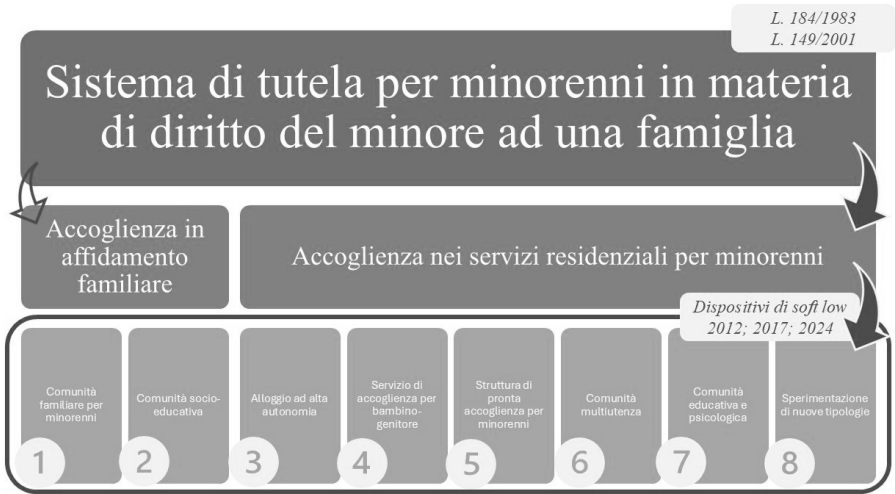 L. 184/1983
L. 149/2001
Sistema di tutela per minorenni in materia
di diritto del minore ad una famiglia
Accoglienza in
affidamento
familiare
Accoglienza nei servizi residenziali per minorenni
Dispositivi di soft low
2012; 2017; 2024
Comunità
familiare per
minorenni
1
Comunità socio-
educativa
2
Alloggio ad alta
autonomia
3
Servizio di
accoglienza per
bambino-
genitore
4
Struttura di
pronta
accoglienza per
minorenni
5
Comunità
multiutenza
6
Comunità
educativa e
psicologica
7
Sperimentazione
di nuove tipologie
8